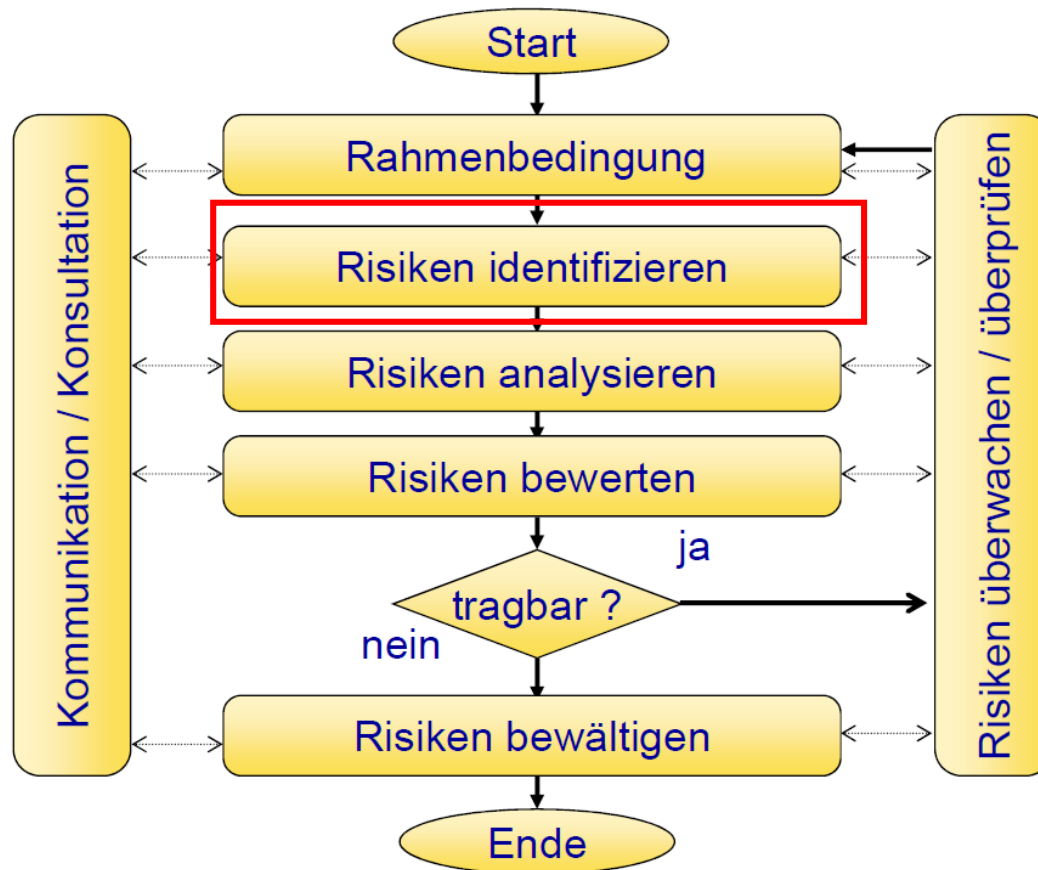 Start
Kommunikation / Konsultation
Rahmenbedingung
Risiken identifizieren
Risiken analysieren
Risiken bewerten
ja
tragbar ?
nein
Risiken bewältigen
Ende
Risiken überwachen / überprüfen